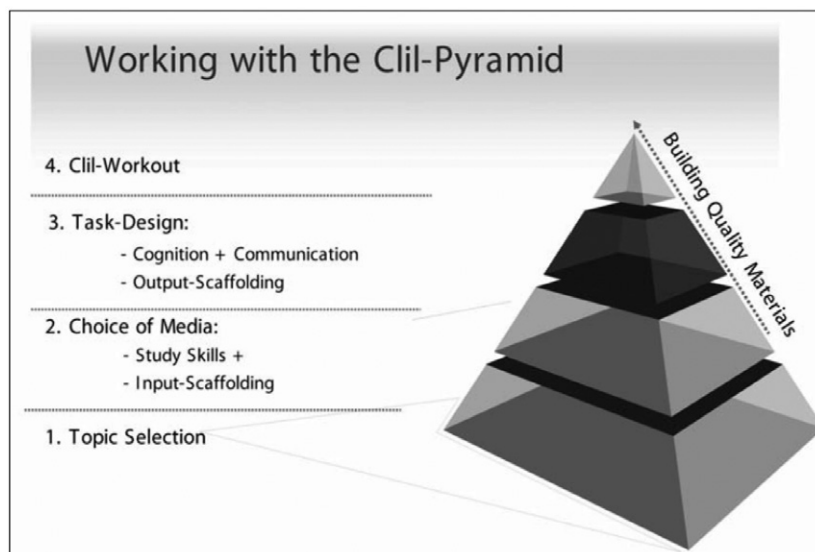 Working with the Clil-Pyramid
4. Clil-Workout
3. Task-Design:
- Cognition + Communication
- Output-Scaffolding
2. Choice of Media:
- Study Skills +
- Input-Scaffolding
1. Topic Selection
Building Quality Materials